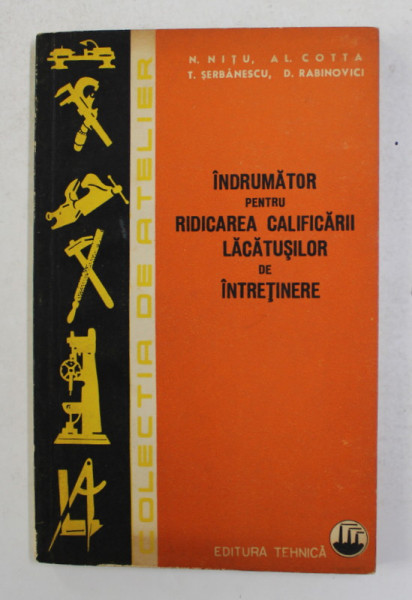 N. NIȚU, AL. COTTA
T. ȘERBĂNESCU, D. RABINOVICI
ÎNDRUMĂTOR
PENTRU
RIDICAREA CALIFICĂRII
LĂCĂTUȘILOR
DE
ÎNTREȚINERE
COLECȚIA DE ATELIER
EDITURA TEHNICĂ